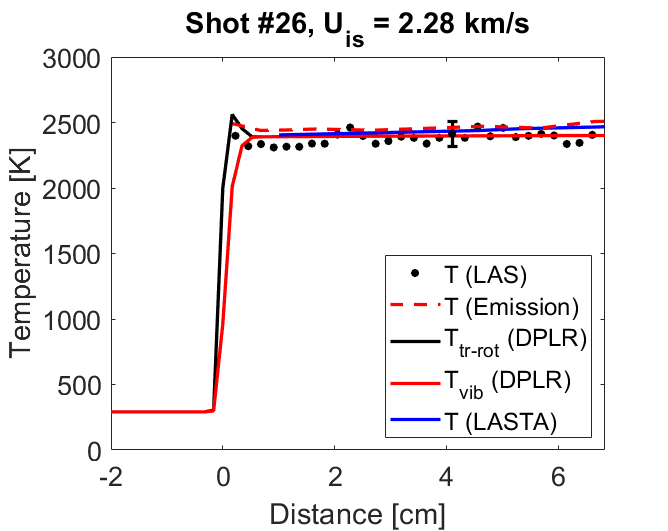 Shot #26, U_is = 2.28 km/s
Temperature [K]
3000
2500
2000
1500
1000
500
0
T (LAS)
T (Emission)
T_tr-rot (DPLR)
T_vib (DPLR)
T (LASTA)
-2
0
2
4
6
Distance [cm]